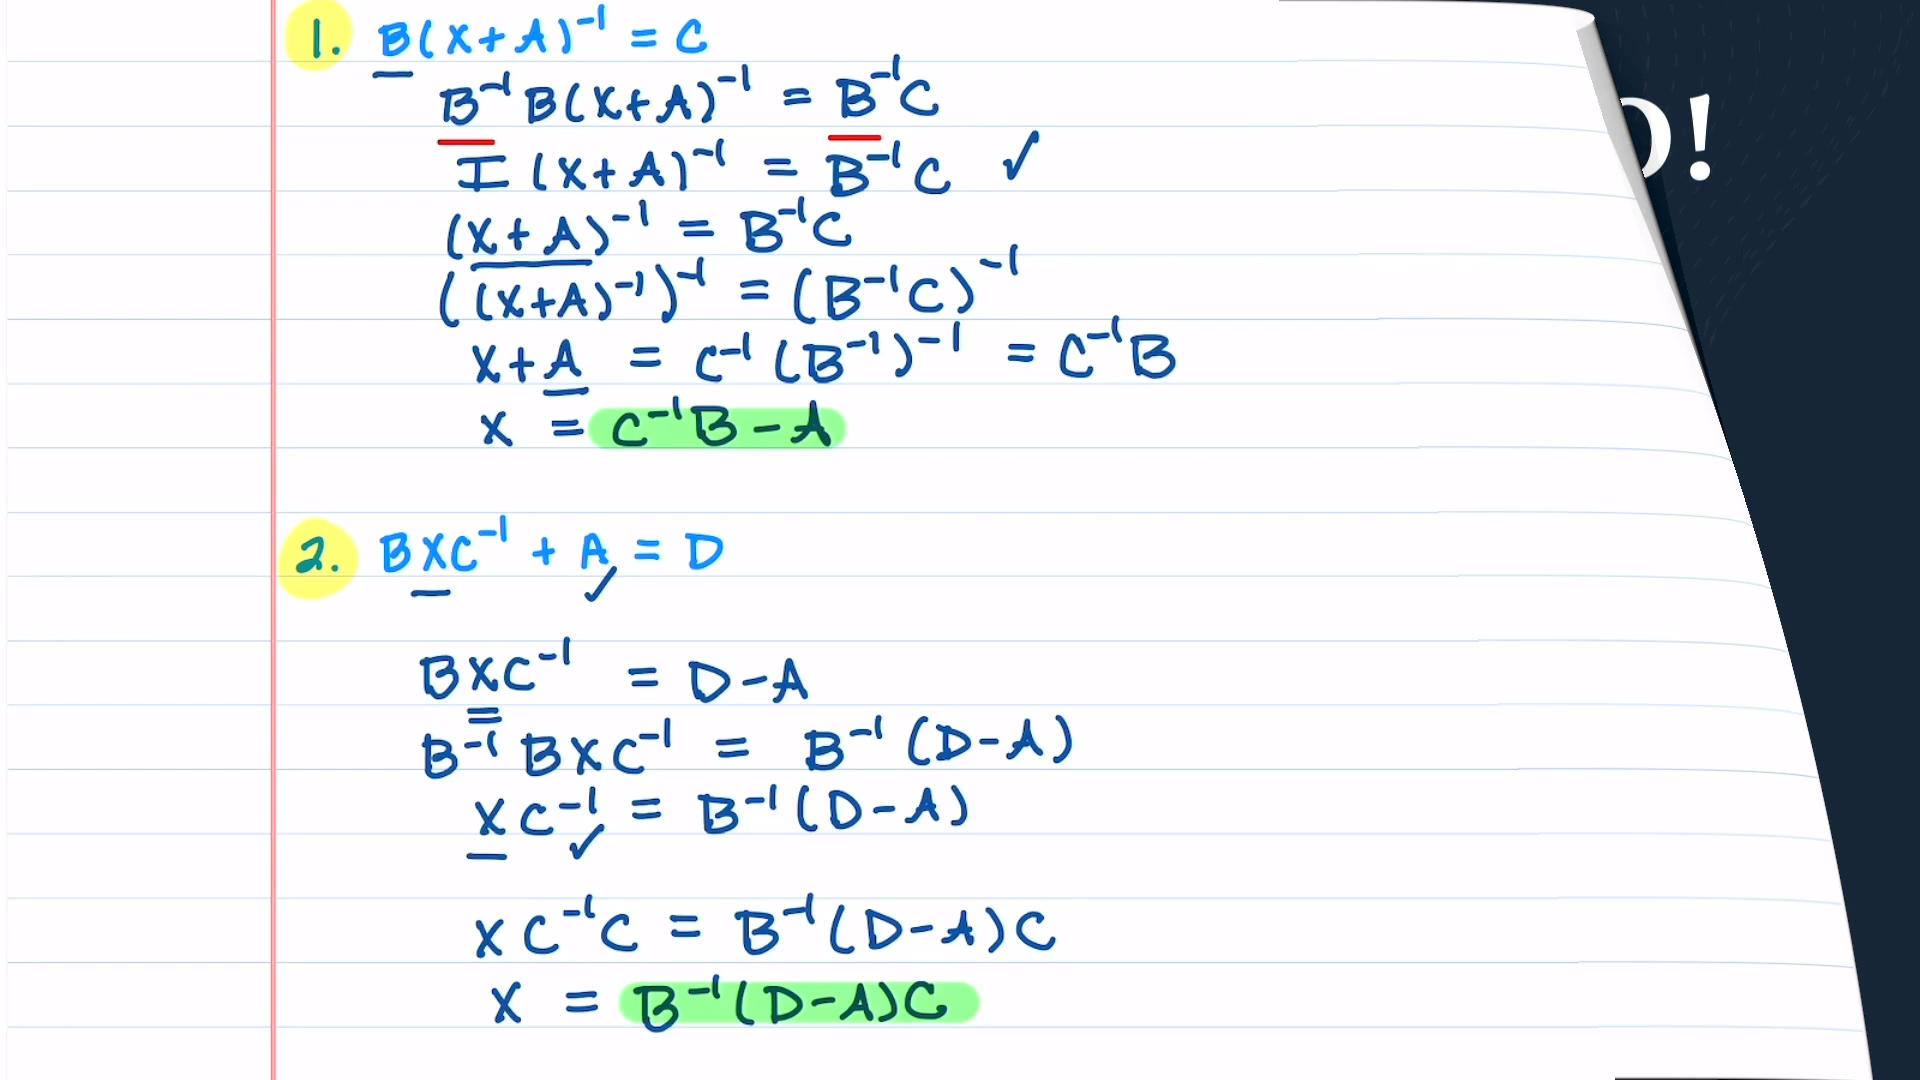 1. B(X+A)⁻¹ = C
B⁻¹B(X+A)⁻¹ = B⁻¹C
I(X+A)⁻¹ = B⁻¹C ✓
(X+A)⁻¹ = B⁻¹C
((X+A)⁻¹)⁻¹ = (B⁻¹C)⁻¹
X+A = C⁻¹(B⁻¹)⁻¹ = C⁻¹B
X = C⁻¹B-A
2. BXC⁻¹ + A = D
✓
BXC⁻¹ = D-A
B⁻¹BXC⁻¹ = B⁻¹(D-A)
XC⁻¹ = B⁻¹(D-A)
✓
XC⁻¹C = B⁻¹(D-A)C
X = B⁻¹(D-A)C